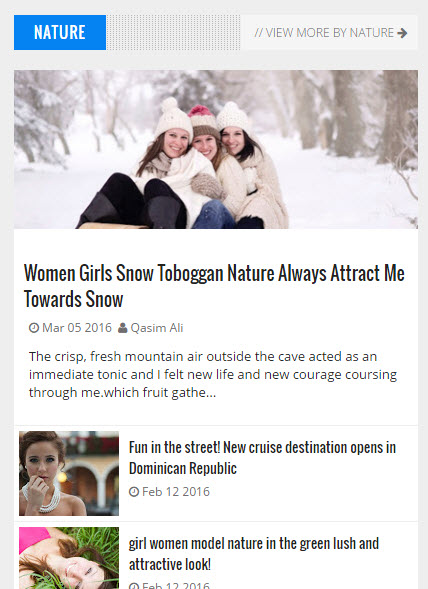 NATURE
// VIEW MORE BY NATURE
Women Girls Snow Toboggan Nature Always Attract Me
Towards Snow
Mar 05 2016 Qasim Ali
The crisp, fresh mountain air outside the cave acted as an
immediate tonic and I felt new life and new courage coursing
through me.which fruit gathe...
Fun in the street! New cruise destination opens in
Dominican Republic
Feb 12 2016
girl women model nature in the green lush and
attractive look!
Feb 12 2016